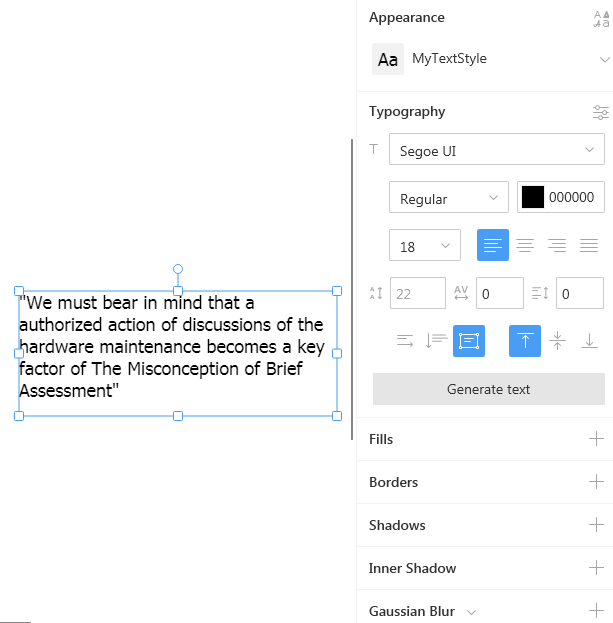 Appearance
Aa MyTextStyle
Typography
T Segoe UI
Regular 000000
18
22 AV 0 0
Generate text
Fills
Borders
Shadows
Inner Shadow
Gaussian Blur
"We must bear in mind that a
authorized action of discussions of the
hardware maintenance becomes a key
factor of The Misconception of Brief
Assessment"